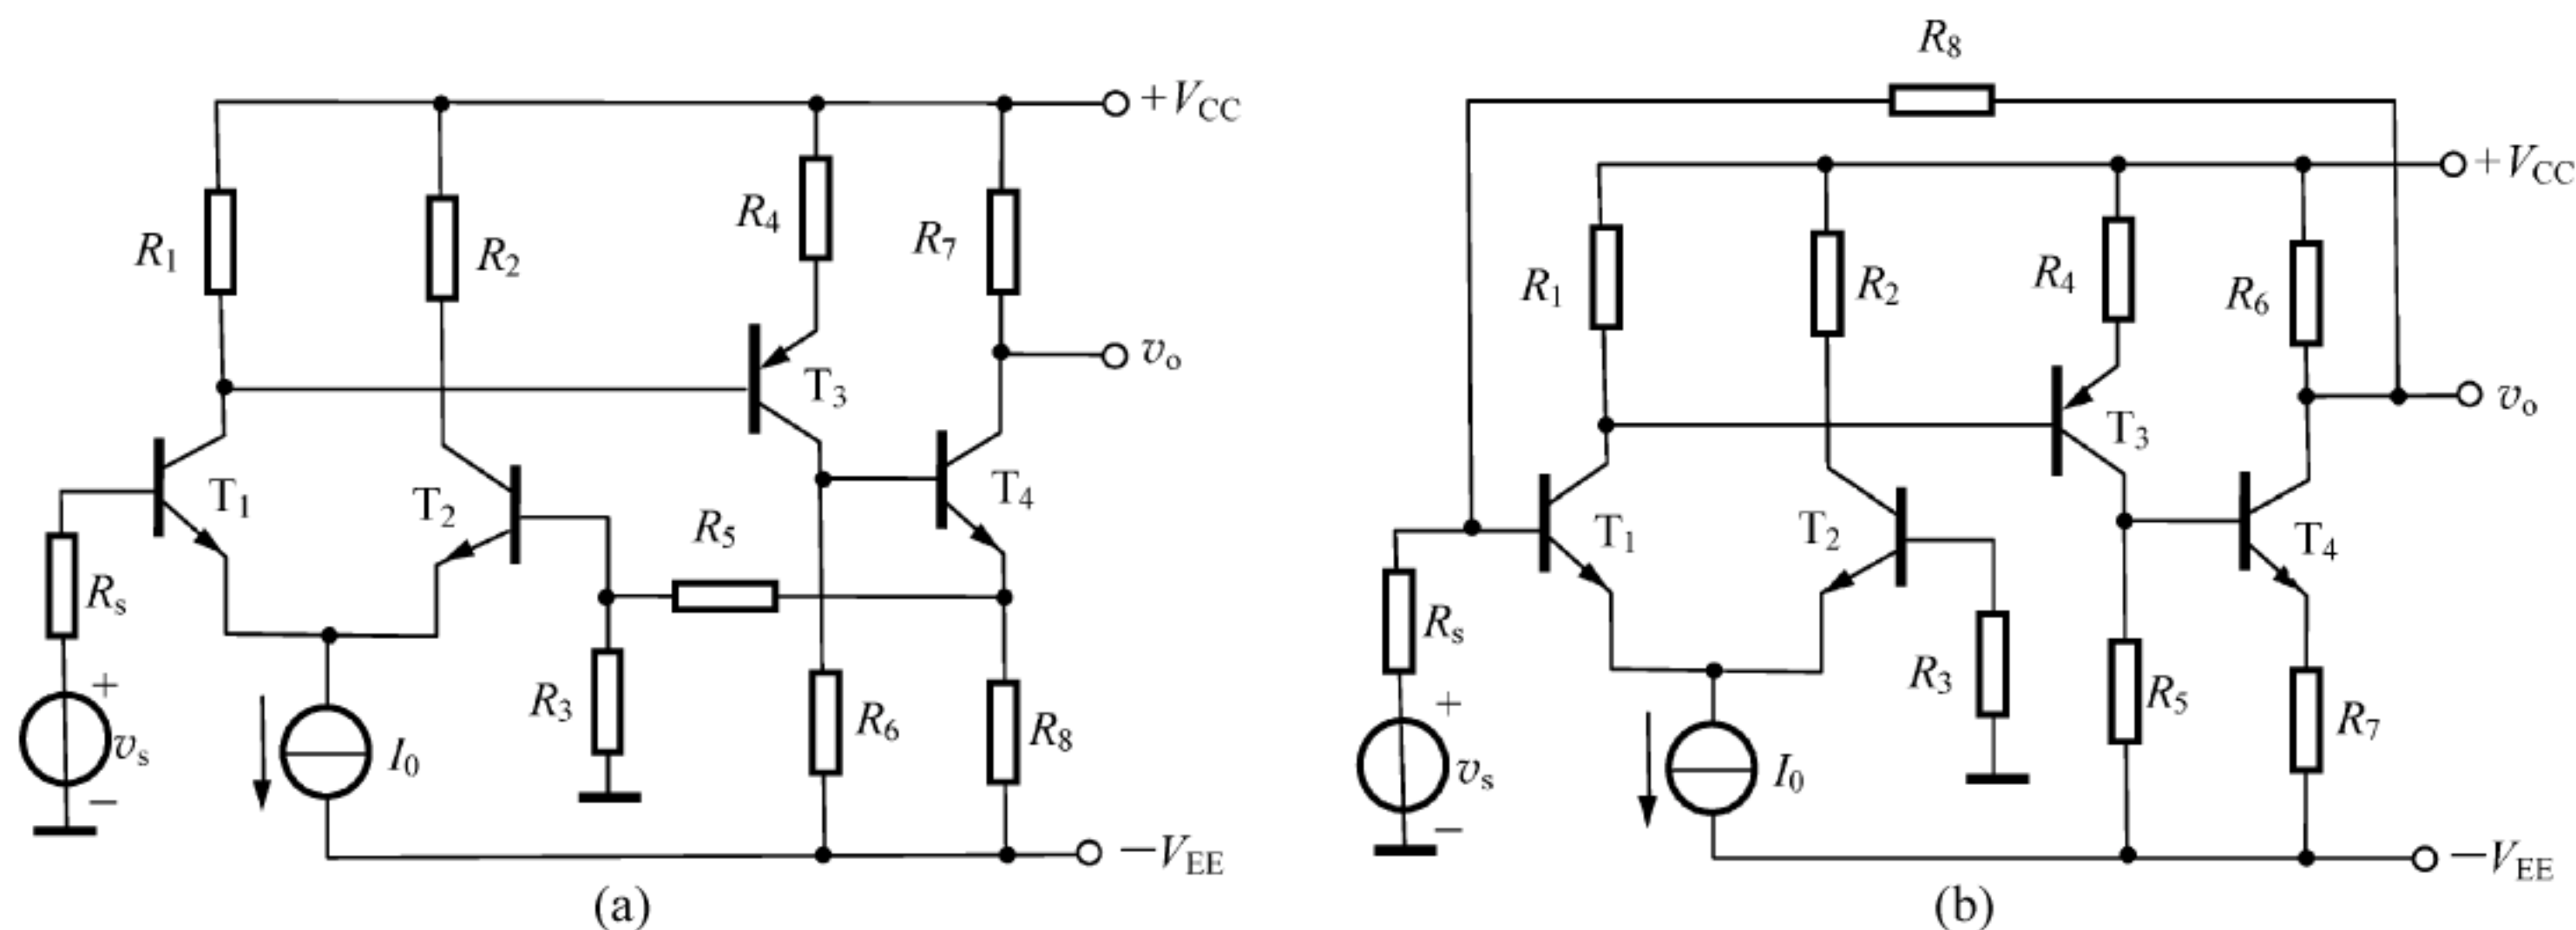 R8
+VCC
+VCC
R1
R2
R4
R7
R1
R2
R4
R6
vo
vo
T3
T3
T1
T2
R5
T4
T1
T2
T4
Rs
Rs
+
vs
−
I0
R3
R6
R8
+
vs
−
I0
R3
R5
R7
−VEE
−VEE
(a)
(b)